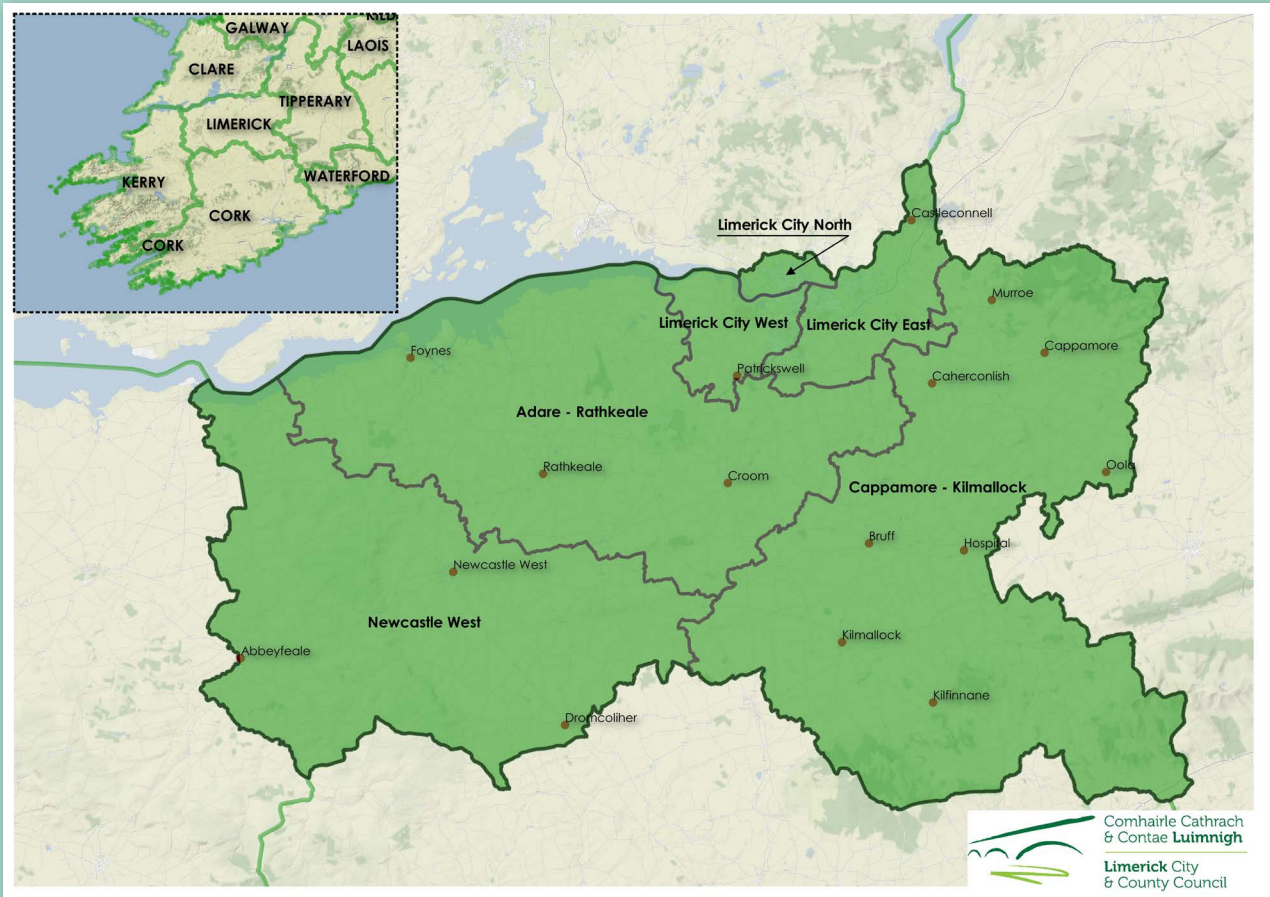 KILD
GALWAY
LAOIS
CLARE
TIPPERARY
LIMERICK
WATERFORD
KERRY
CORK
CORK
Castleconnell
Limerick City North
Murroe
Limerick City West
Limerick City East
Foynes
Cappamore
Patrickswell
Caherconlish
Adare - Rathkeale
Rathkeale
Oola
Croom
Cappamore - Kilmallock
Bruff
Hospital
Newcastle West
Newcastle West
Kilmallock
Abbeyfeale
Kilfinnane
Dromcoliher
Comhairle Cathrach
& Contae Luimnigh
Limerick City
& County Council